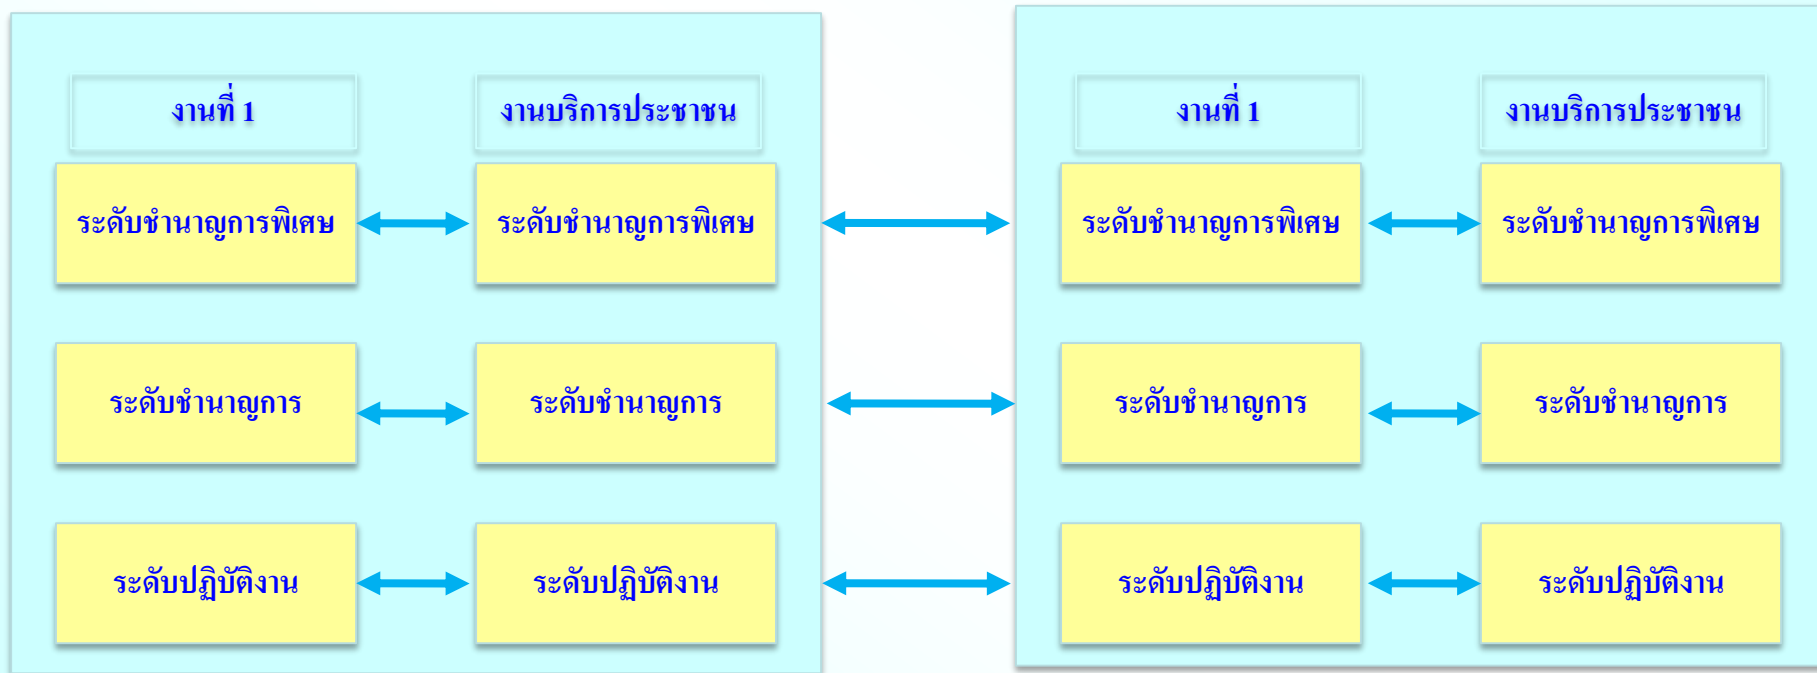 งานที่ 1
งานบริการประชาชน
ระดับชำนาญการพิเศษ
ระดับชำนาญการพิเศษ
ระดับชำนาญการ
ระดับชำนาญการ
ระดับปฏิบัติงาน
ระดับปฏิบัติงาน
งานที่ 1
งานบริการประชาชน
ระดับชำนาญการพิเศษ
ระดับชำนาญการพิเศษ
ระดับชำนาญการ
ระดับชำนาญการ
ระดับปฏิบัติงาน
ระดับปฏิบัติงาน